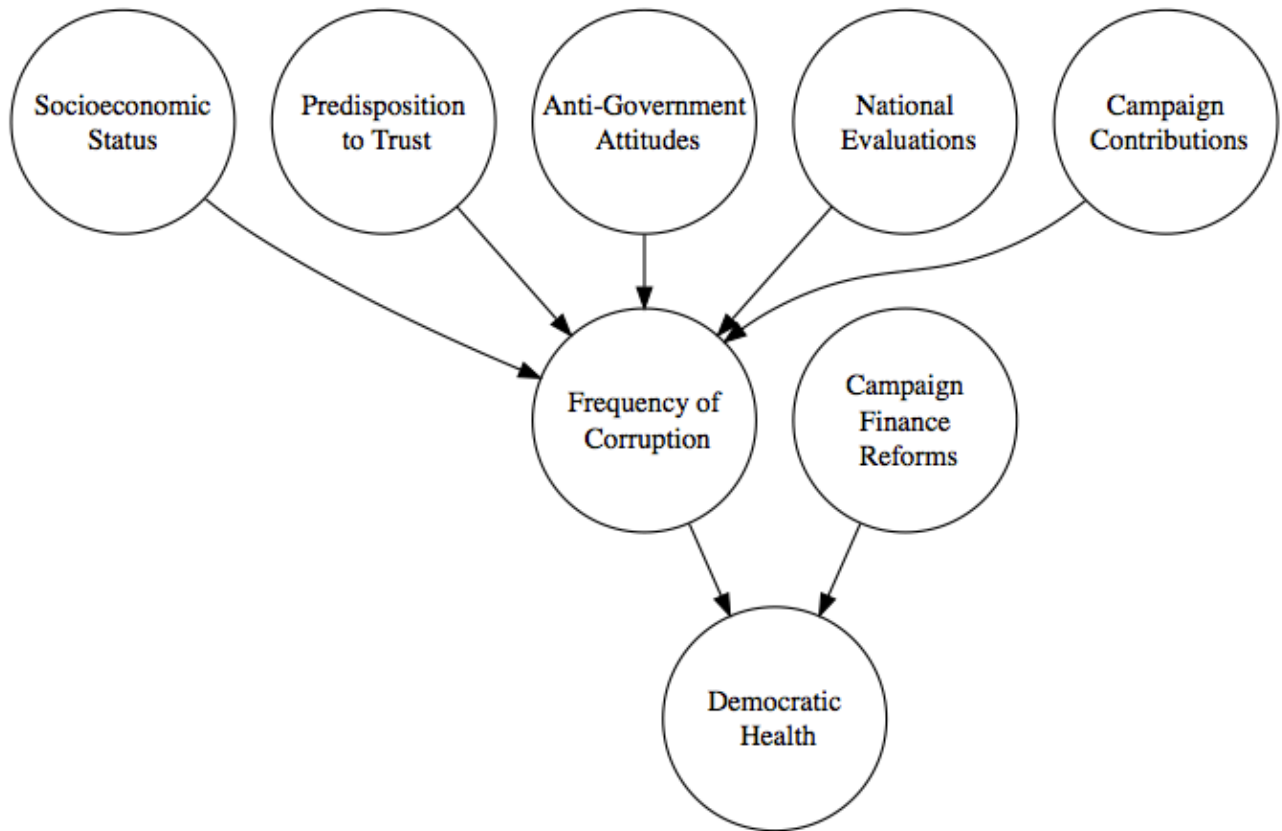 Socioeconomic
Status
Predisposition
to Trust
Anti-Government
Attitudes
National
Evaluations
Campaign
Contributions
Frequency of
Corruption
Campaign
Finance
Reforms
Democratic
Health